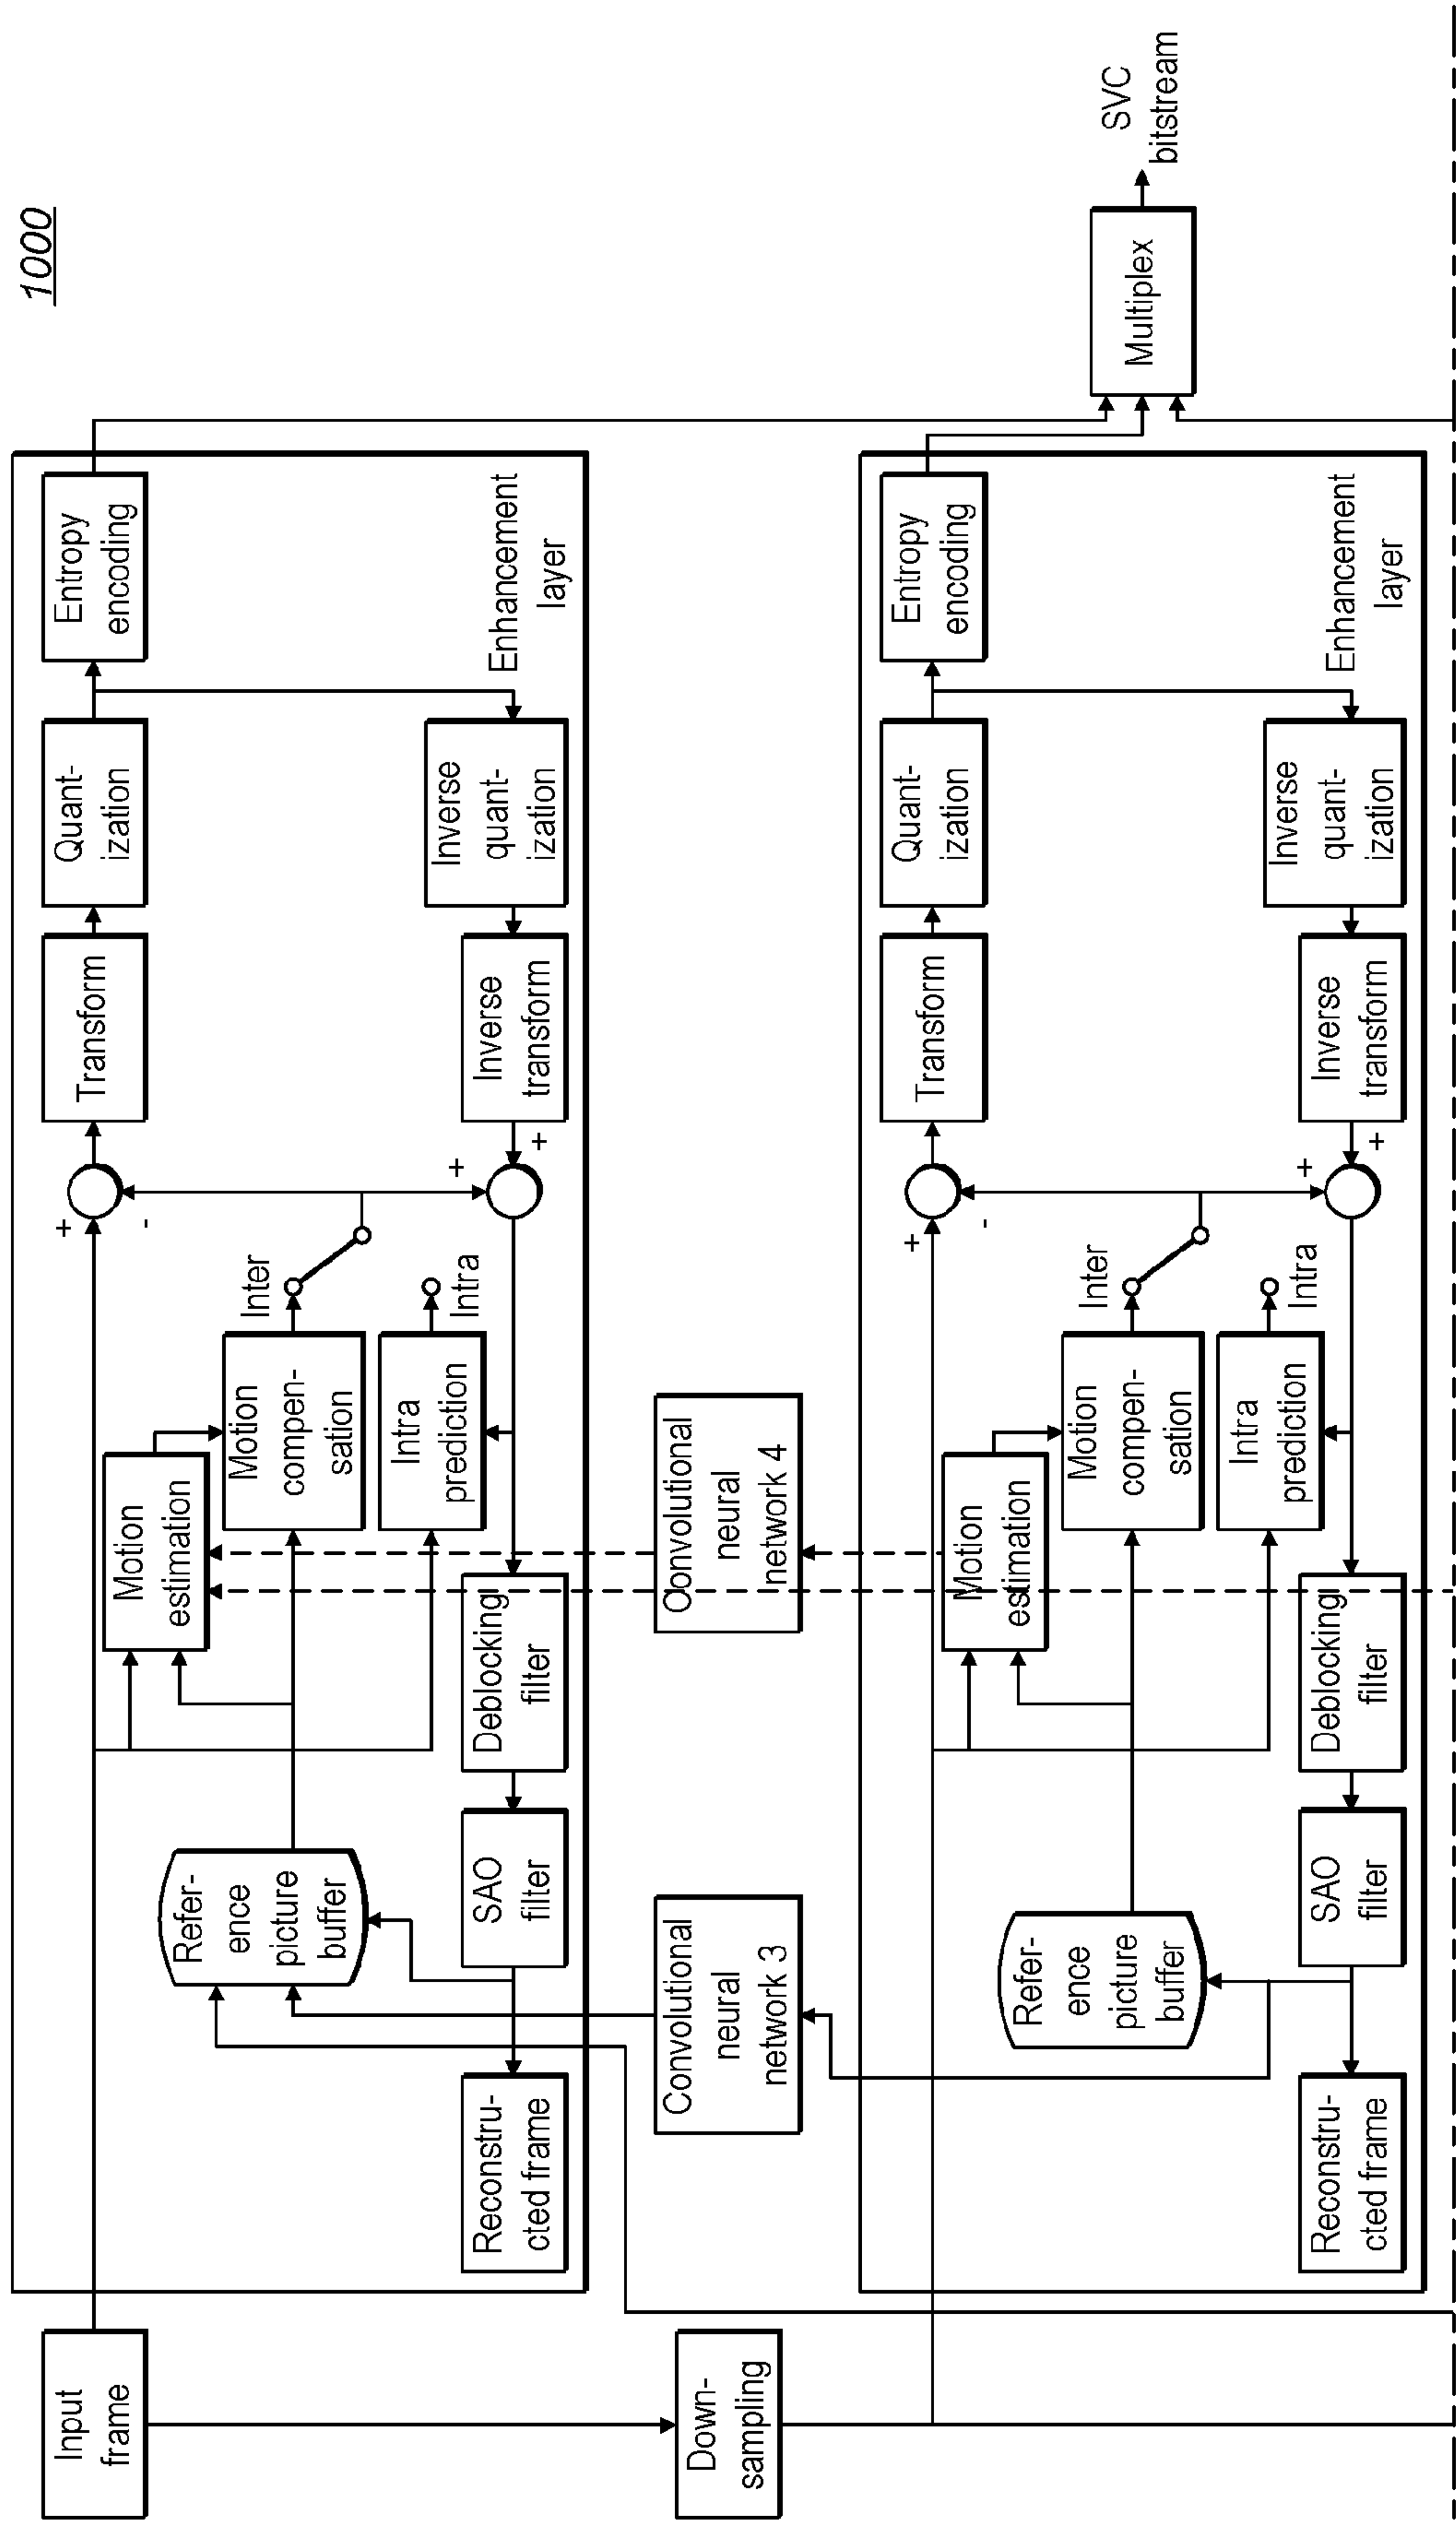 1000
Input
frame
Down-
sampling
Refer-
ence
picture
buffer
Motion
estimation
Motion
compen-
sation
Inter
Intra
prediction
Intra
+
-
+
+
Transform
Quant-
ization
Entropy
encoding
Reconstru-
cted frame
SAO
filter
Deblocking
filter
Inverse
transform
Inverse
quant-
ization
Enhancement
layer
Convolutional
neural
network 3
Convolutional
neural
network 4
Refer-
ence
picture
buffer
Motion
estimation
Motion
compen-
sation
Inter
Intra
prediction
Intra
+
-
+
+
Transform
Quant-
ization
Entropy
encoding
Reconstru-
cted frame
SAO
filter
Deblocking
filter
Inverse
transform
Inverse
quant-
ization
Enhancement
layer
Multiplex
SVC
bitstream